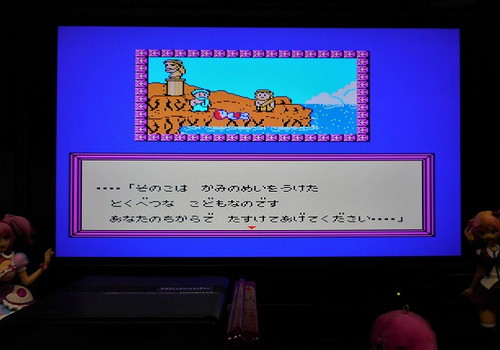 ・・・・「そのこは かみのめいをうけた
とくべつな こどもなのです
あなたのちからで たすけてあげてください・・・・」
Nintendo